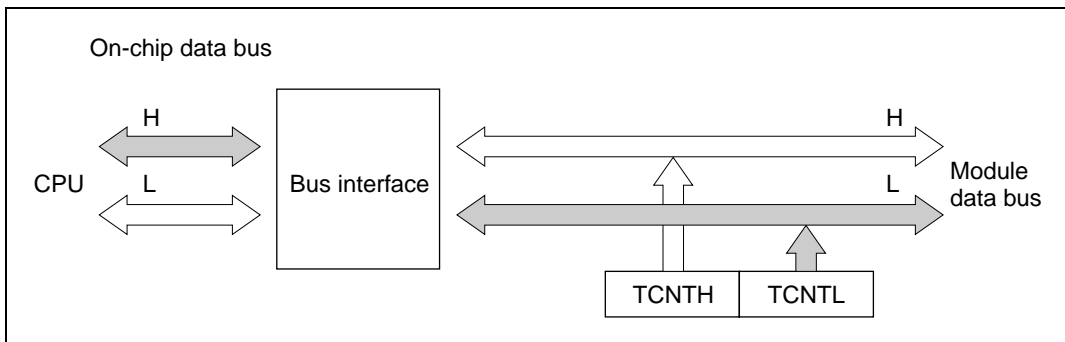 On-chip data bus
H
H
CPU
L
Bus interface
L
Module
data bus
TCNTH
TCNTL